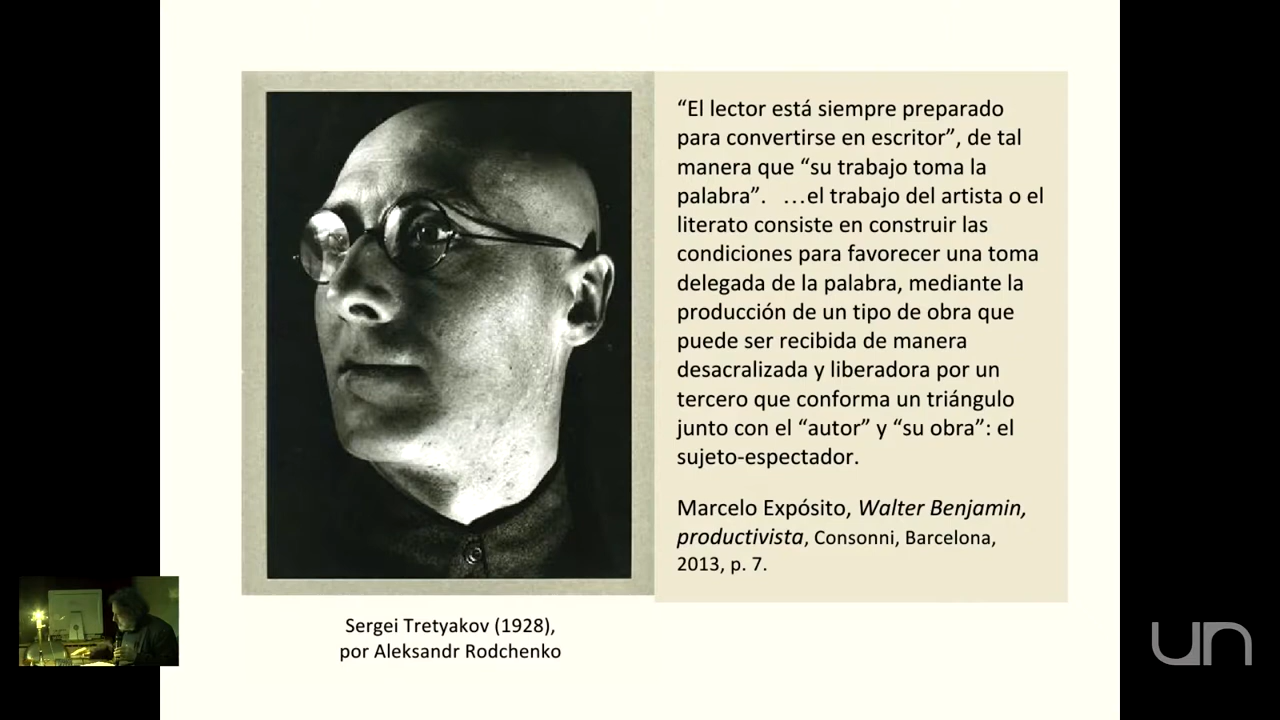 “El lector está siempre preparado
para convertirse en escritor”, de tal
manera que “su trabajo toma la
palabra”. …el trabajo del artista o el
literato consiste en construir las
condiciones para favorecer una toma
delegada de la palabra, mediante la
producción de un tipo de obra que
puede ser recibida de manera
desacralizada y liberadora por un
tercero que conforma un triángulo
junto con el “autor” y “su obra”: el
sujeto-espectador.
Marcelo Expósito, Walter Benjamin,
productivista, Consonni, Barcelona,
2013, p. 7.
Sergei Tretyakov (1928),
por Aleksandr Rodchenko
un